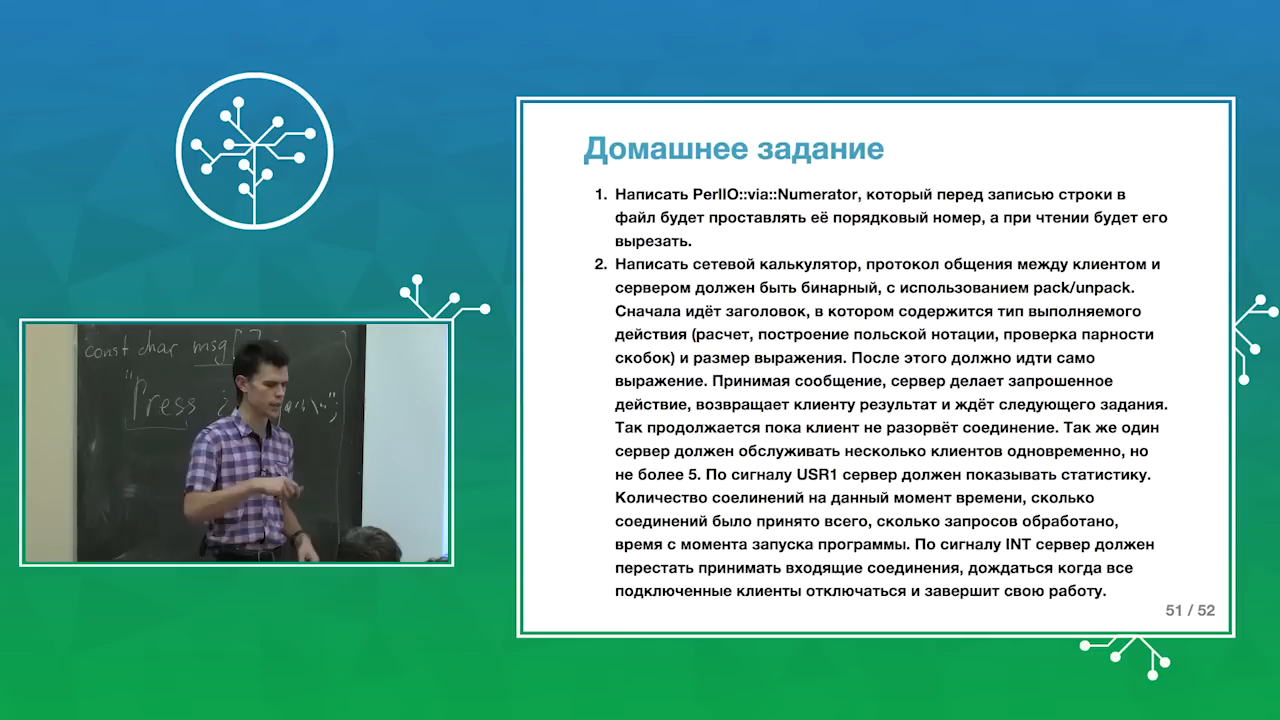 Домашнее задание
1. Написать PerlIO::via::Numerator, который перед записью строки в
файл будет проставлять её порядковый номер, а при чтении будет его
вырезать.
2. Написать сетевой калькулятор, протокол общения между клиентом и
сервером должен быть бинарный, с использованием pack/unpack.
Сначала идёт заголовок, в котором содержится тип выполняемого
действия (расчет, построение польской нотации, проверка парности
скобок) и размер выражения. После этого должно идти само
выражение. Принимая сообщение, сервер делает запрошенное
действие, возвращает клиенту результат и ждёт следующего задания.
Так продолжается пока клиент не разорвёт соединение. Так же один
сервер должен обслуживать несколько клиентов одновременно, но
не более 5. По сигналу USR1 сервер должен показывать статистику.
Количество соелинений на данный момент времени, сколько
соединений было принято всего, сколько запросов обработано,
время с момента запуска программы. По сигналу INT сервер должен
перестать принимать входящие соединения, дождаться когда все
подключенные клиенты отключаться и завершит свою работу.
51 / 52
const char msg[
"Press